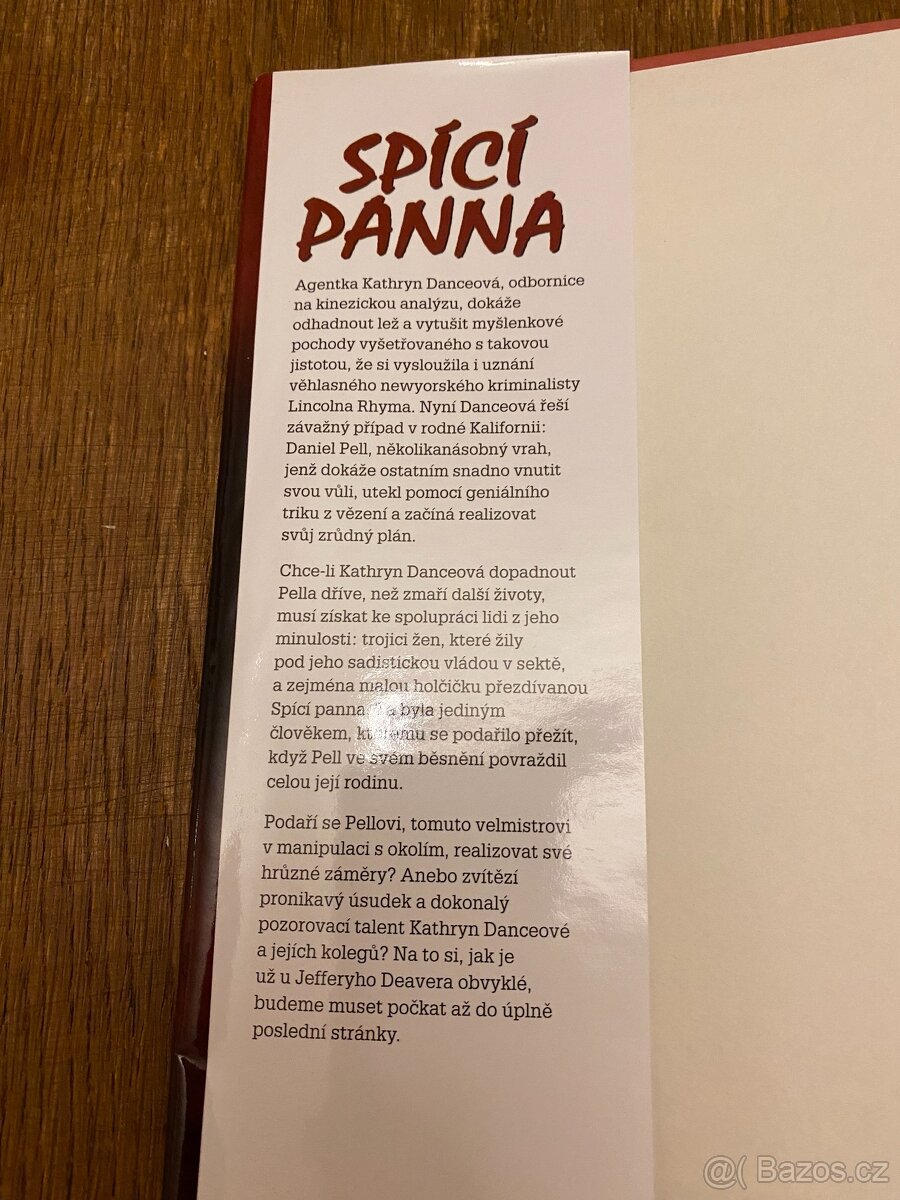 SPÍCÍ
PANNA
Agentka Kathryn Danceová, odbornice
na kinezickou analýzu, dokáže
odhadnout lež a vytušit myšlenkové
pochody vyšetřovaného s takovou
jistotou, že si vysloužila i uznání
věhlasného newyorského kriminalisty
Lincolna Rhyma. Nyní Danceová řeší
závažný případ v rodné Kalifornii:
Daniel Pell, několikanásobný vrah,
jenž dokáže ostatním snadno vnutit
svou vůli, utekl pomocí geniálního
triku z vězení a začíná realizovat
svůj zrůdný plán.
Chce-li Kathryn Danceová dopadnout
Pella dříve, než zmaří další životy,
musí získat ke spolupráci lidi z jeho
minulosti: trojici žen, které žily
pod jeho sadistickou vládou v sektě,
a zejména malou holčičku přezdívanou
Spící panna. Ta byla jediným
člověkem, kterému se podařilo přežít,
když Pell ve svém běsnění povraždil
celou její rodinu.
Podaří se Pellovi, tomuto velmistrovi
v manipulaci s okolím, realizovat své
hrůzné záměry? Anebo zvítězí
pronikavý úsudek a dokonalý
pozorovací talent Kathryn Danceové
a jejích kolegů? Na to si, jak je
už u Jefferyho Deavera obvyklé,
budeme muset počkat až do úplně
poslední stránky.
@( Bazos.cz